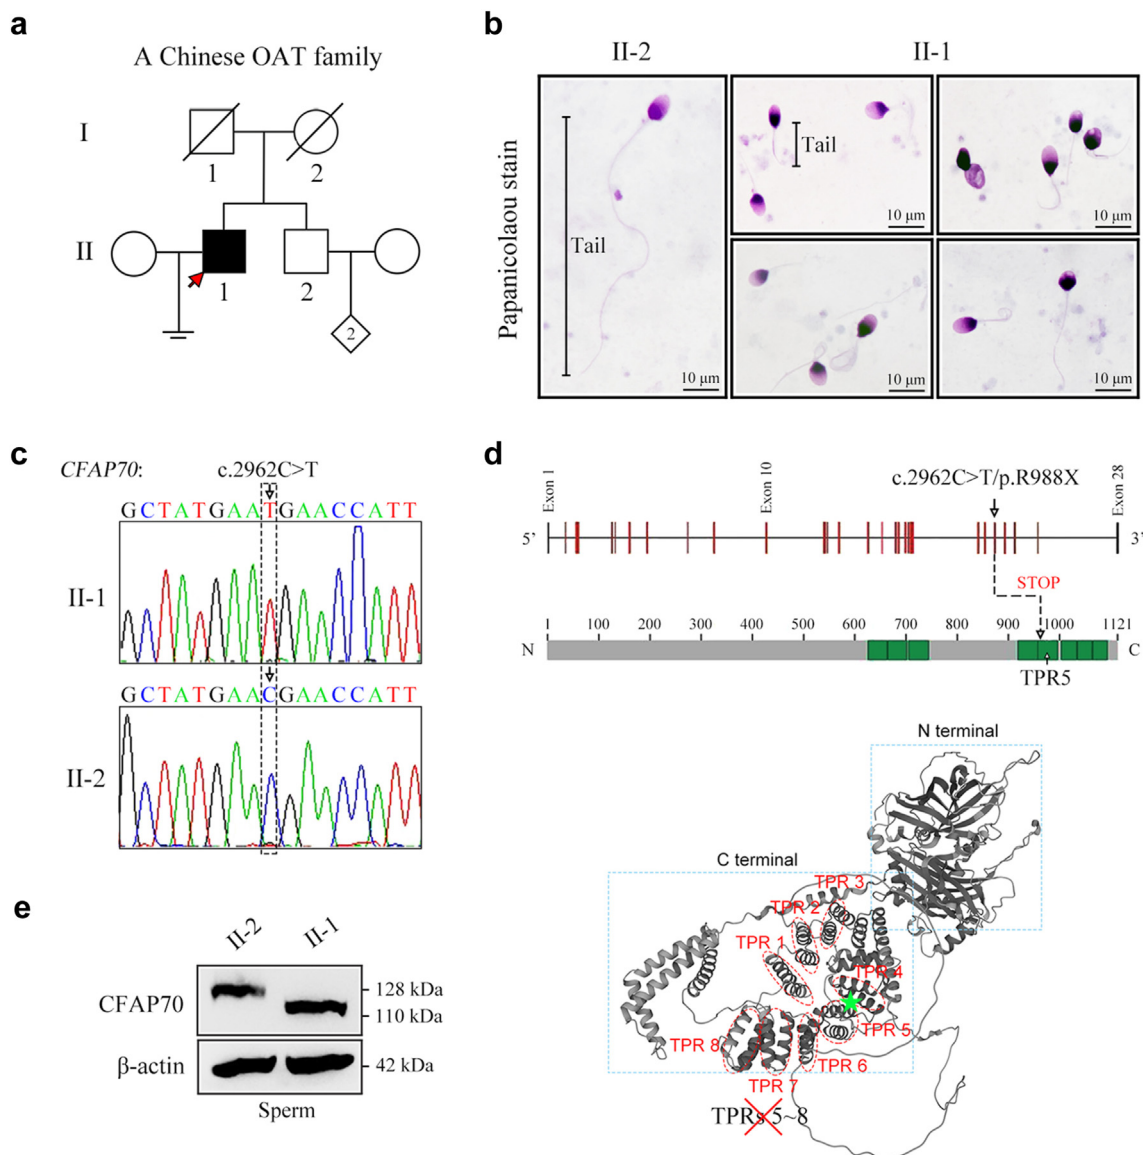 a
A Chinese OAT family
I
1
2
II
1
2
2
b
II-2
II-1
Papanicolaou stain
Tail
10 μm
Tail
10 μm
10 μm
10 μm
10 μm
c
CFAP70:
c.2962C>T
GCTATGAATGAACCATT
II-1
GCTATGAACGAACCATT
II-2
d
Exon 1
Exon 10
Exon 28
c.2962C>T/p.R988X
5’
3’
STOP
1 100 200 300 400 500 600 700 800 900 1000 1121
N
C
TPR5
N terminal
C terminal
TPR 3
TPR 2
TPR 1
TPR 4
TPR 5
TPR 8
TPR 6
TPR 7
TPRs 5~8
e
II-2
II-1
CFAP70
128 kDa
110 kDa
β-actin
42 kDa
Sperm